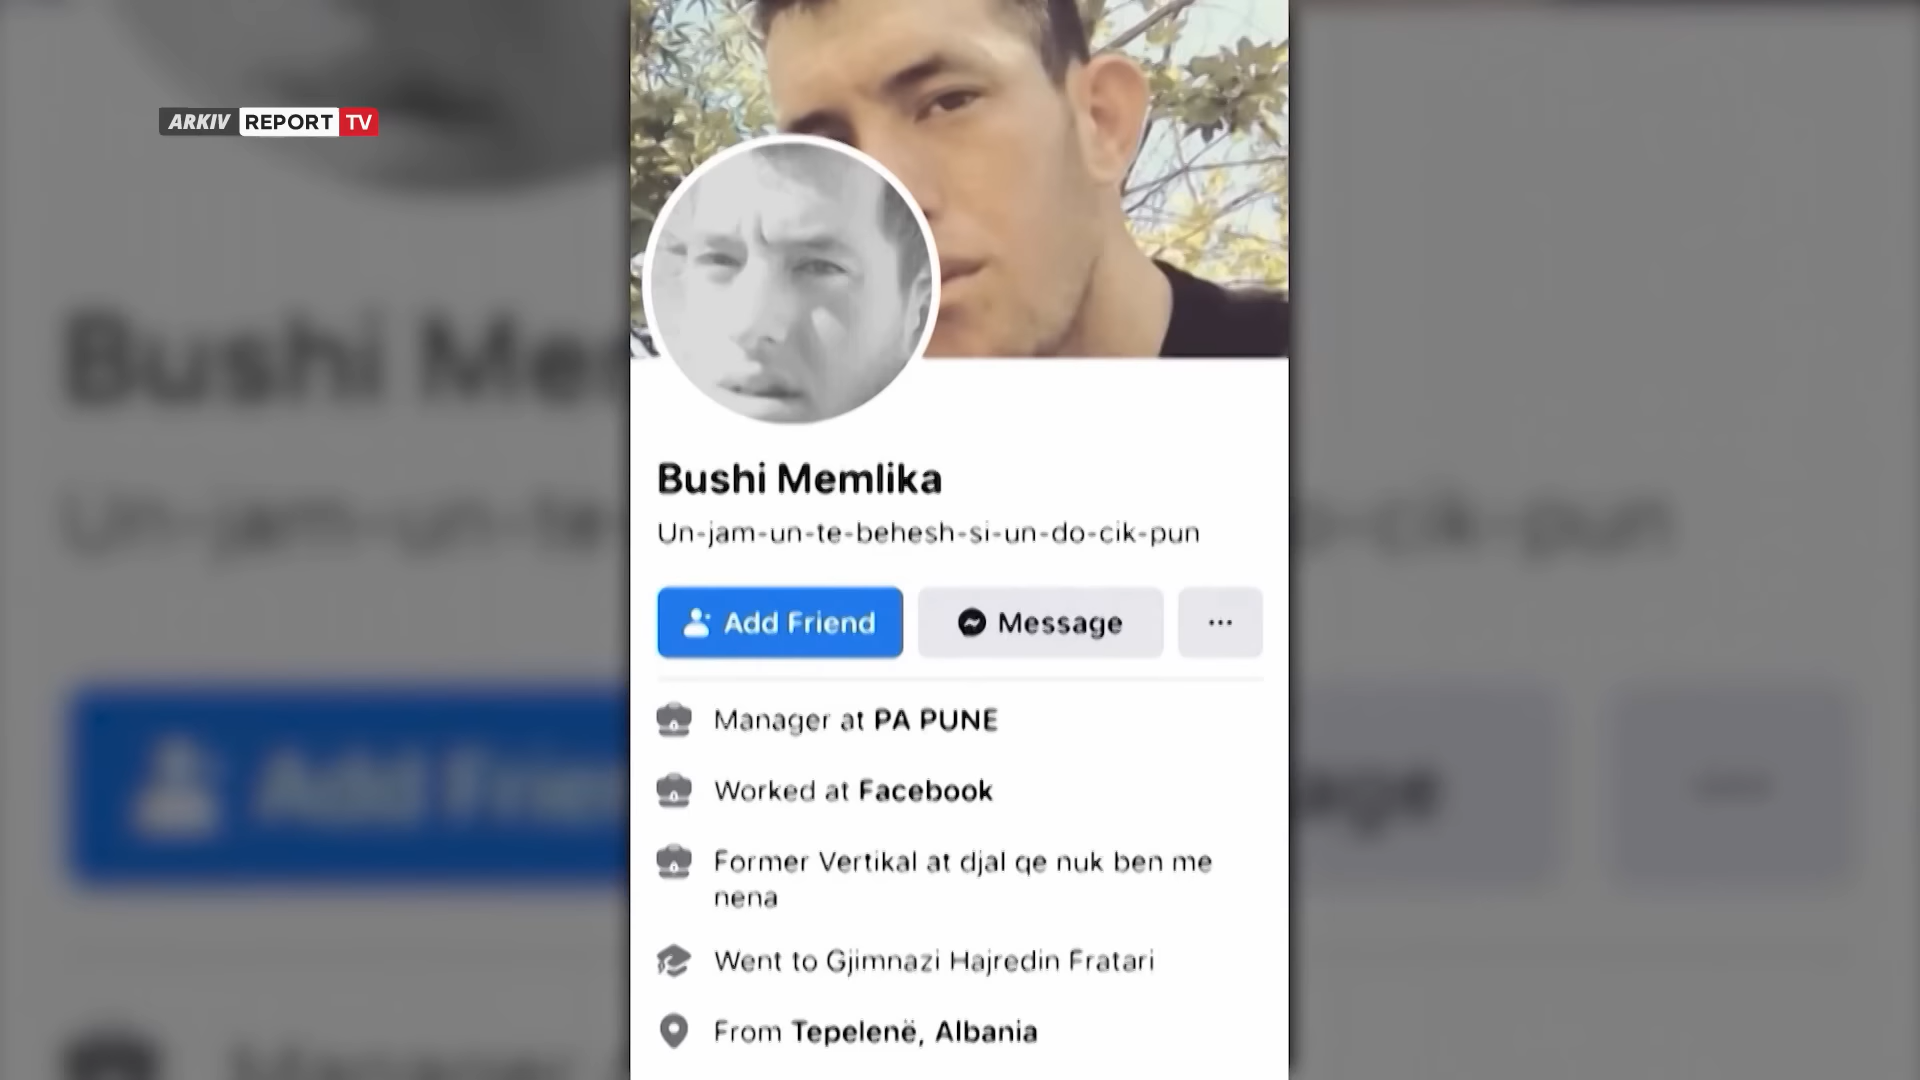 ARKIV REPORT TV
Bushi Memlika
Un-jam-un-te-behesh-si-un-do-cik-pun
Add Friend
Message
Manager at PA PUNE
Worked at Facebook
Former Vertikal at djal qe nuk ben me
nena
Went to Gjimnazi Hajredin Fratari
From Tepelenë, Albania